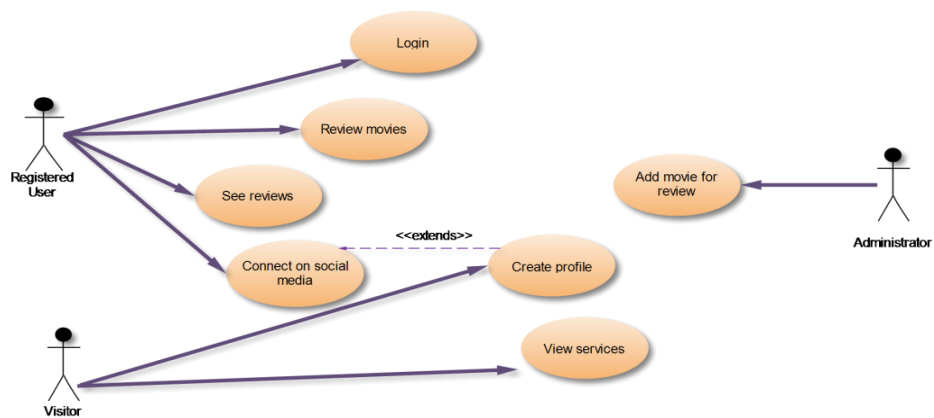 Login
Review movies
Registered
User
See reviews
Add movie for
review
<<extends>>
Administrator
Connect on social
media
Create profile
View services
Visitor